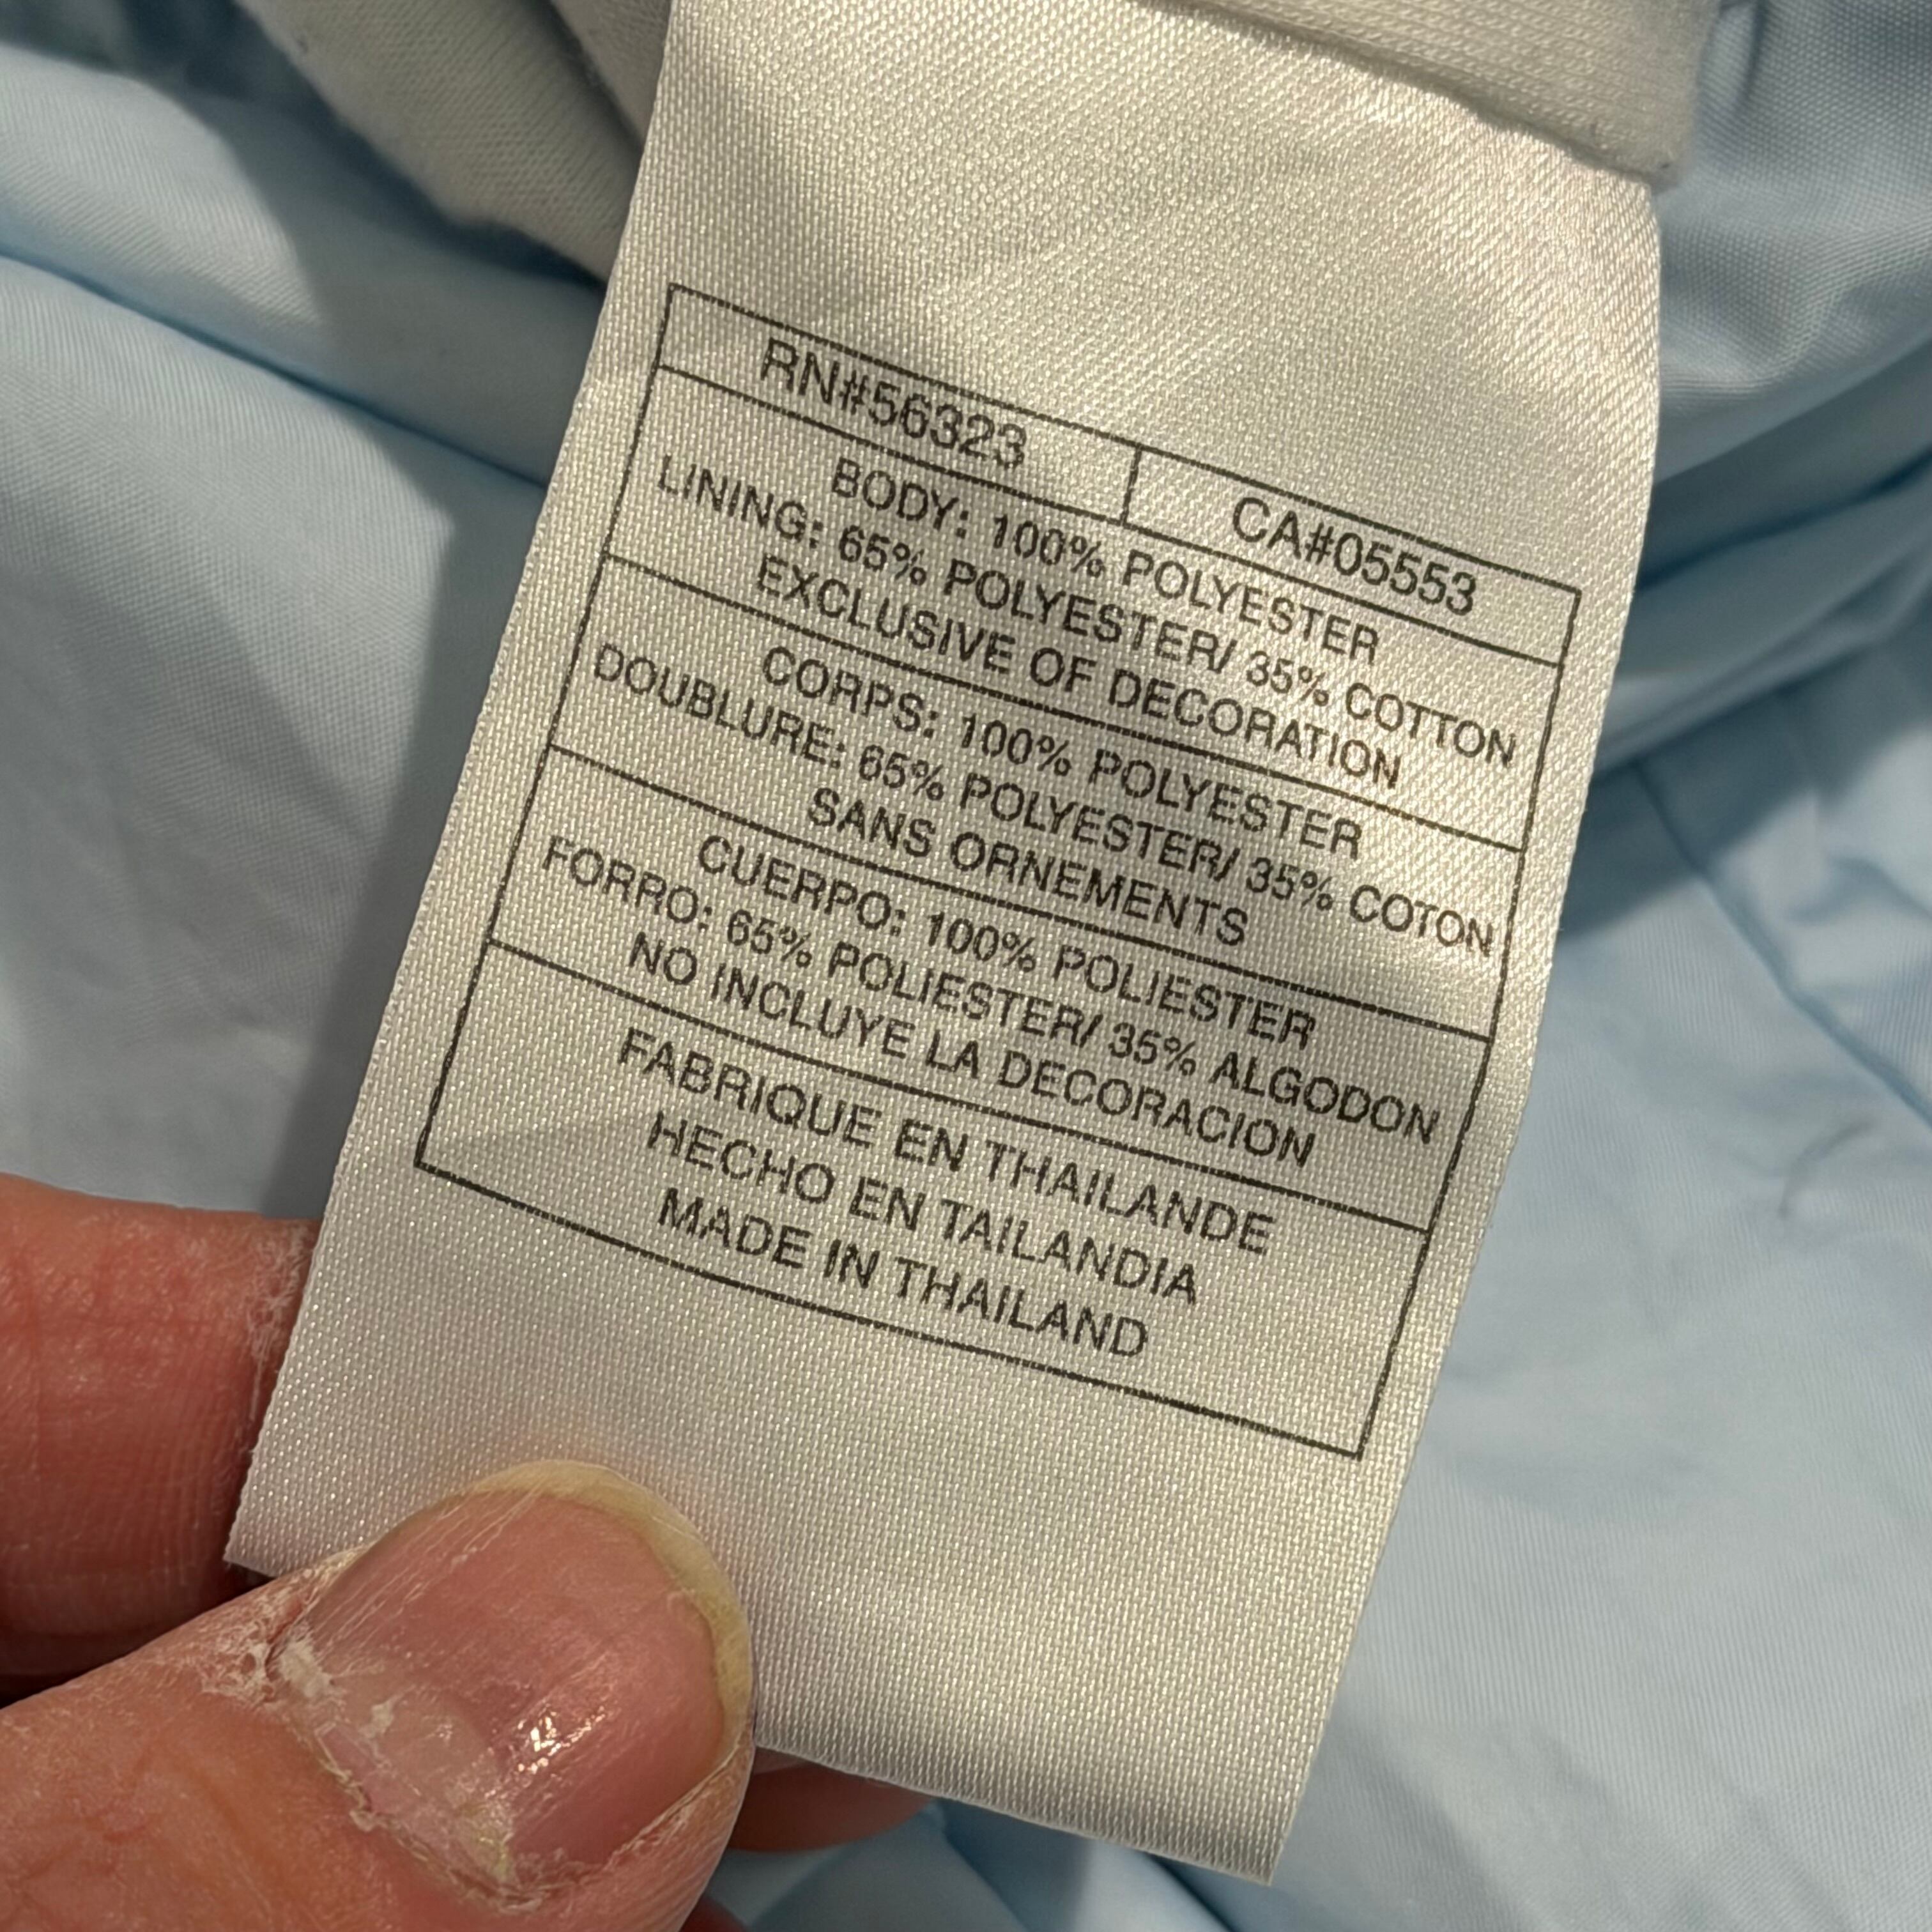 RN#56323 CA#05553
BODY: 100% POLYESTER
LINING: 65% POLYESTER/ 35% COTTON
EXCLUSIVE OF DECORATION
CORPS: 100% POLYESTER
DOUBLURE: 65% POLYESTER/ 35% COTON
SANS ORNEMENTS
CUERPO: 100% POLIESTER
FORRO: 65% POLIESTER/ 35% ALGODON
NO INCLUYE LA DECORACION
FABRIQUE EN THAILANDE
HECHO EN TAILANDIA
MADE IN THAILAND